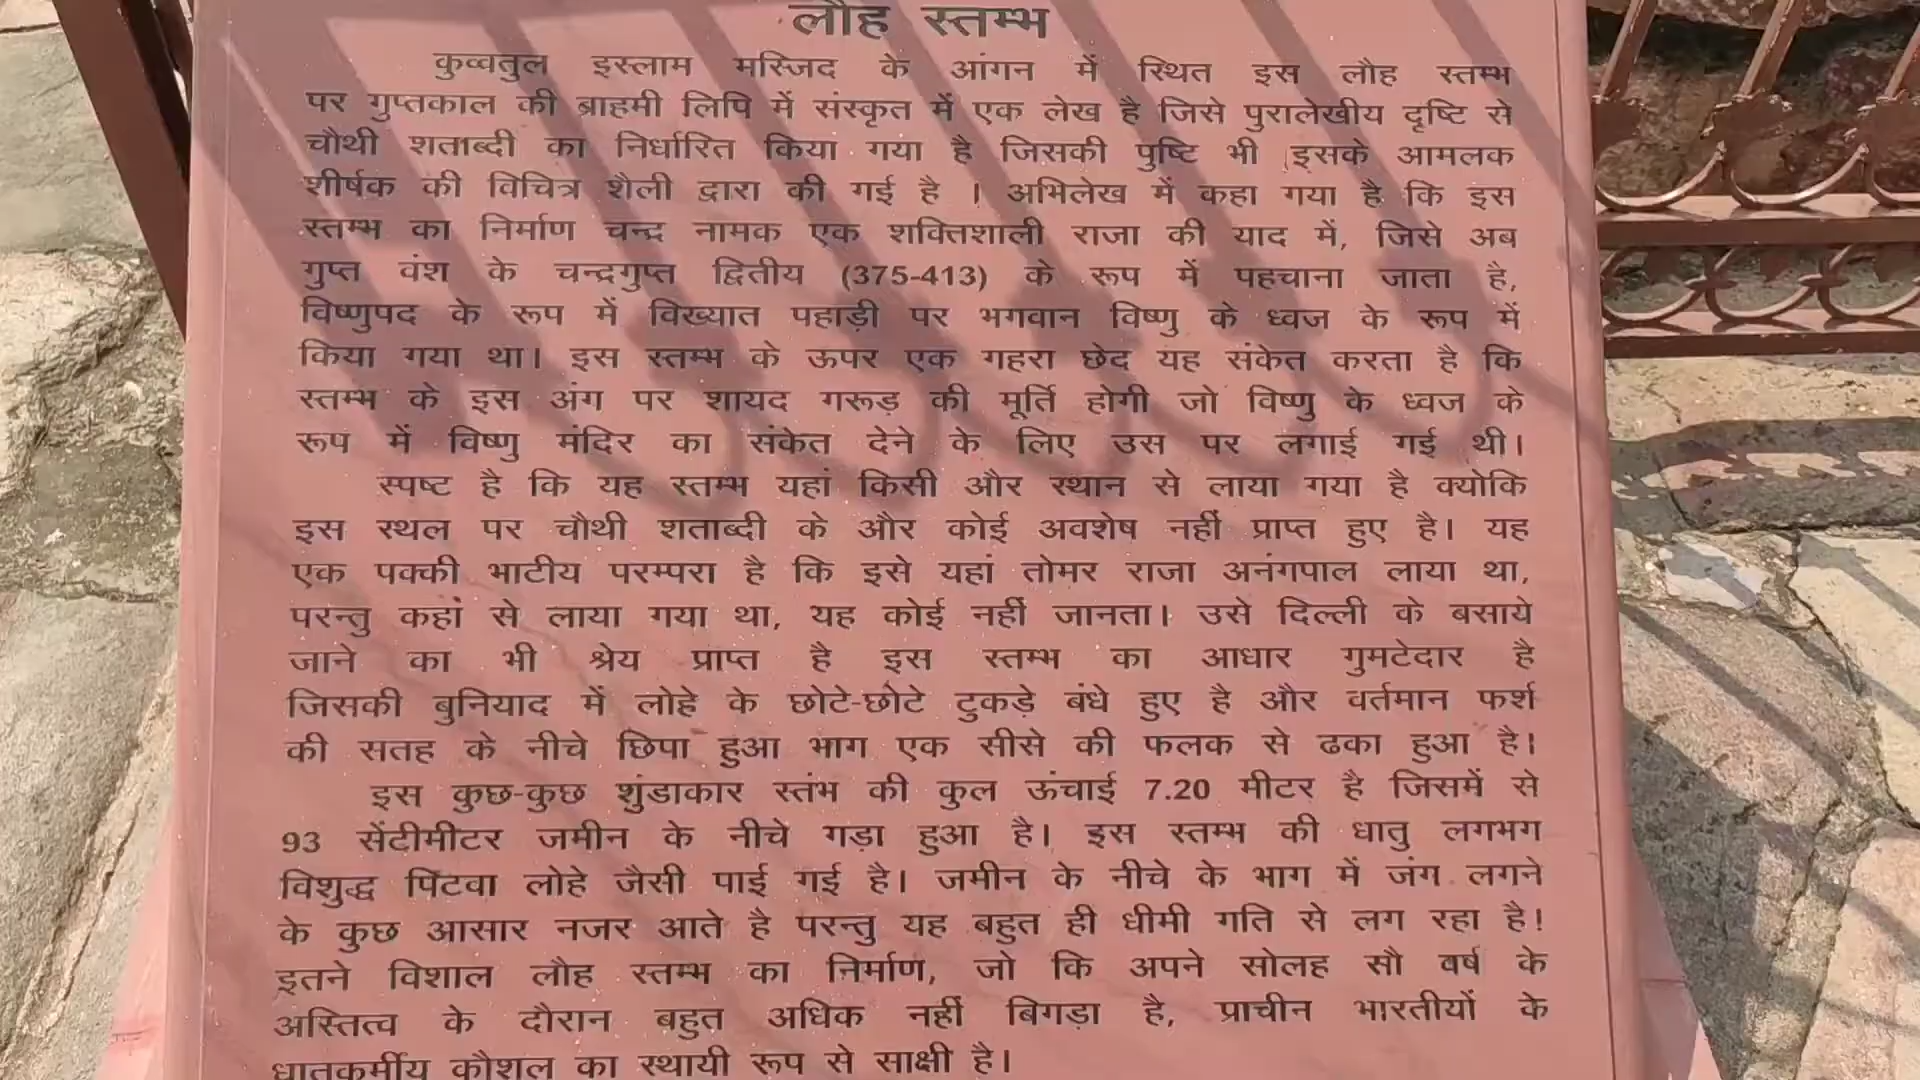 लौह स्तम्भ
कुव्वतुल इस्लाम मस्जिद के आंगन में स्थित इस लौह स्तम्भ
पर गुप्तकाल की ब्राहमी लिपि में संस्कृत में एक लेख है जिसे पुरालेखीय दृष्टि से
चौथी शताब्दी का निर्धारित किया गया है जिसकी पुष्टि भी इसके आमलक
शीर्षक की विचित्र शैली द्वारा की गई है । अभिलेख में कहा गया है कि इस
स्तम्भ का निर्माण चन्द्र नामक एक शक्तिशाली राजा की याद में, जिसे अब
गुप्त वंश के चन्द्रगुप्त द्वितीय (375-413) के रूप में पहचाना जाता है,
विष्णुपद के रूप में विख्यात पहाड़ी पर भगवान विष्णु के ध्वज के रूप में
किया गया था। इस स्तम्भ के ऊपर एक गहरा छेद यह संकेत करता है कि
स्तम्भ के इस अंग पर शायद गरूड़ की मूर्ति होगी जो विष्णु के ध्वज के
रूप में विष्णु मंदिर का संकेत देने के लिए उस पर लगाई गई थी।
स्पष्ट है कि यह स्तम्भ यहां किसी और स्थान से लाया गया है क्योकि
इस स्थल पर चौथी शताब्दी के और कोई अवशेष नहीं प्राप्त हुए है। यह
एक पक्की भाटीय परम्परा है कि इसे यहां तोमर राजा अनंगपाल लाया था,
परन्तु कहां से लाया गया था, यह कोई नहीं जानता। उसे दिल्ली के बसाये
जाने का भी श्रेय प्राप्त है इस स्तम्भ का आधार गुमटेदार है
जिसकी बुनियाद में लोहे के छोटे-छोटे टुकड़े बंधे हुए है और वर्तमान फर्श
की सतह के नीचे छिपा हुआ भाग एक सीसे की फलक से ढका हुआ है।
इस कुछ-कुछ शुंडाकार स्तंभ की कुल ऊंचाई 7.20 मीटर है जिसमें से
93 सेंटीमीटर जमीन के नीचे गड़ा हुआ है। इस स्तम्भ की धातु लगभग
विशुद्ध पिटवा लोहे जैसी पाई गई है। जमीन के नीचे के भाग में जंग लगने
के कुछ आसार नजर आते है परन्तु यह बहुत ही धीमी गति से लग रहा है!
इतने विशाल लौह स्तम्भ का निर्माण, जो कि अपने सोलह सौ वर्ष के
अस्तित्व के दौरान बहुत अधिक नहीं बिगड़ा है, प्राचीन भारतीयों के
धातुकर्मीय कौशल का स्थायी रूप से साक्षी है।